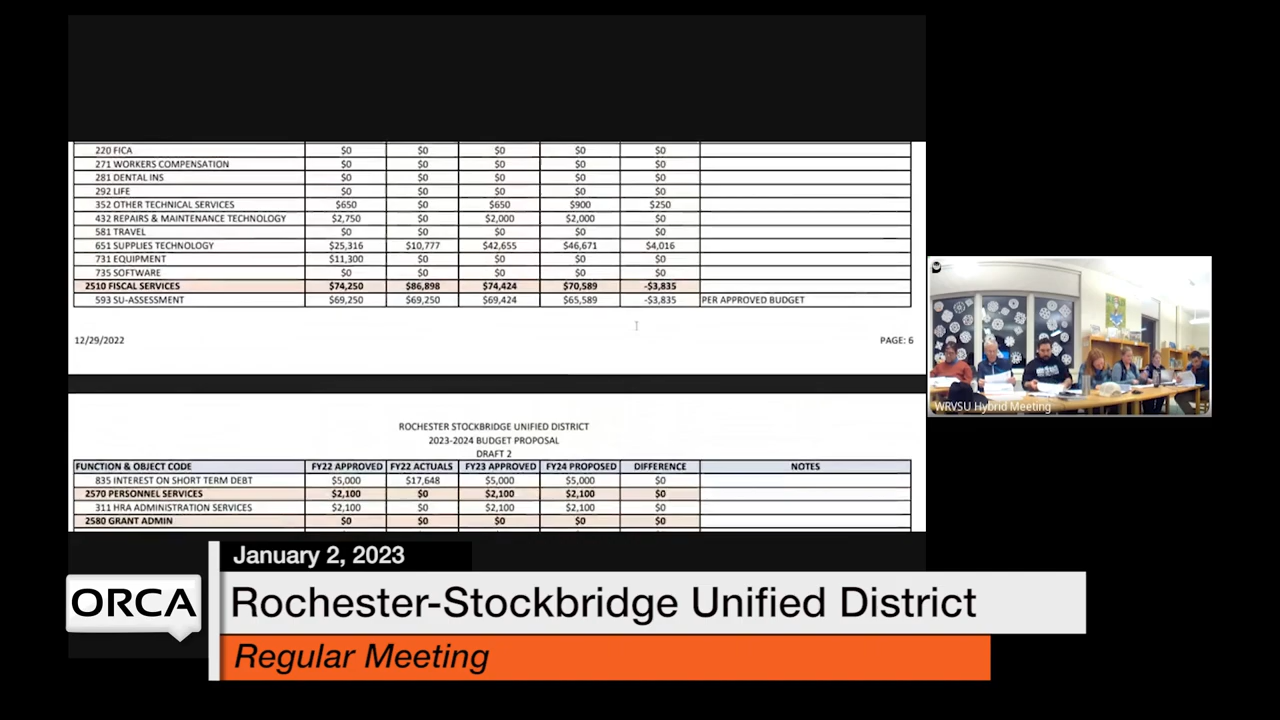 220 FICA $0 $0 $0 $0 $0
271 WORKERS COMPENSATION $0 $0 $0 $0 $0
281 DENTAL INS $0 $0 $0 $0 $0
292 LIFE $0 $0 $0 $0 $0
352 OTHER TECHNICAL SERVICES $650 $0 $650 $900 $250
432 REPAIRS & MAINTENANCE TECHNOLOGY $2,750 $0 $2,000 $2,000 $0
581 TRAVEL $0 $0 $0 $0 $0
651 SUPPLIES TECHNOLOGY $25,316 $10,777 $42,655 $46,671 $4,016
731 EQUIPMENT $11,300 $0 $0 $0 $0
735 SOFTWARE $0 $0 $0 $0 $0
2510 FISCAL SERVICES $74,250 $86,898 $74,424 $70,589 -$3,835
593 SU-ASSESSMENT $69,250 $69,250 $69,424 $65,589 -$3,835 PER APPROVED BUDGET
12/29/2022 PAGE: 6
ROCHESTER STOCKBRIDGE UNIFIED DISTRICT
2023-2024 BUDGET PROPOSAL
DRAFT 2
FUNCTION & OBJECT CODE FY22 APPROVED FY22 ACTUALS FY23 APPROVED FY24 PROPOSED DIFFERENCE NOTES
835 INTEREST ON SHORT TERM DEBT $5,000 $17,648 $5,000 $5,000 $0
2570 PERSONNEL SERVICES $2,100 $0 $2,100 $2,100 $0
311 HRA ADMINISTRATION SERVICES $2,100 $0 $2,100 $2,100 $0
2580 GRANT ADMIN $0 $0 $0 $0 $0
WRVSU Hybrid Meeting
January 2, 2023
ORCA
Rochester-Stockbridge Unified District
Regular Meeting